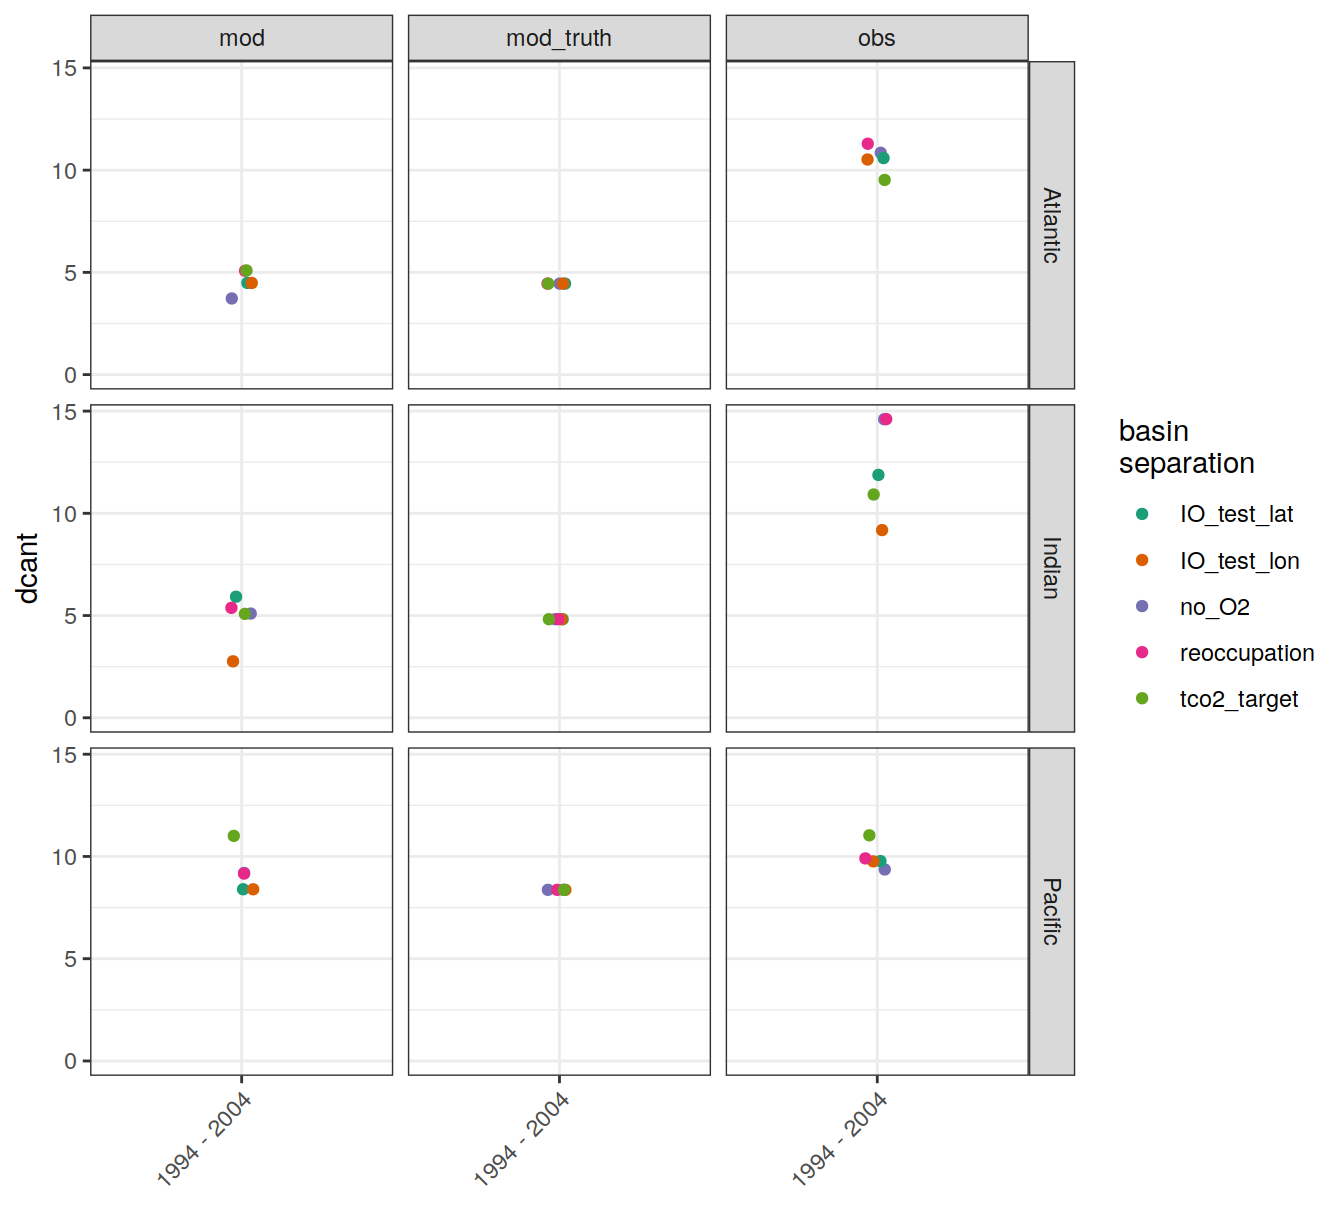 mod
mod_truth
obs
15
10
5
0
Atlantic
15
10
5
0
Indian
15
10
5
0
Pacific
dcant
1994 - 2004
1994 - 2004
1994 - 2004
basin
separation
IO_test_lat
IO_test_lon
no_O2
reoccupation
tco2_target